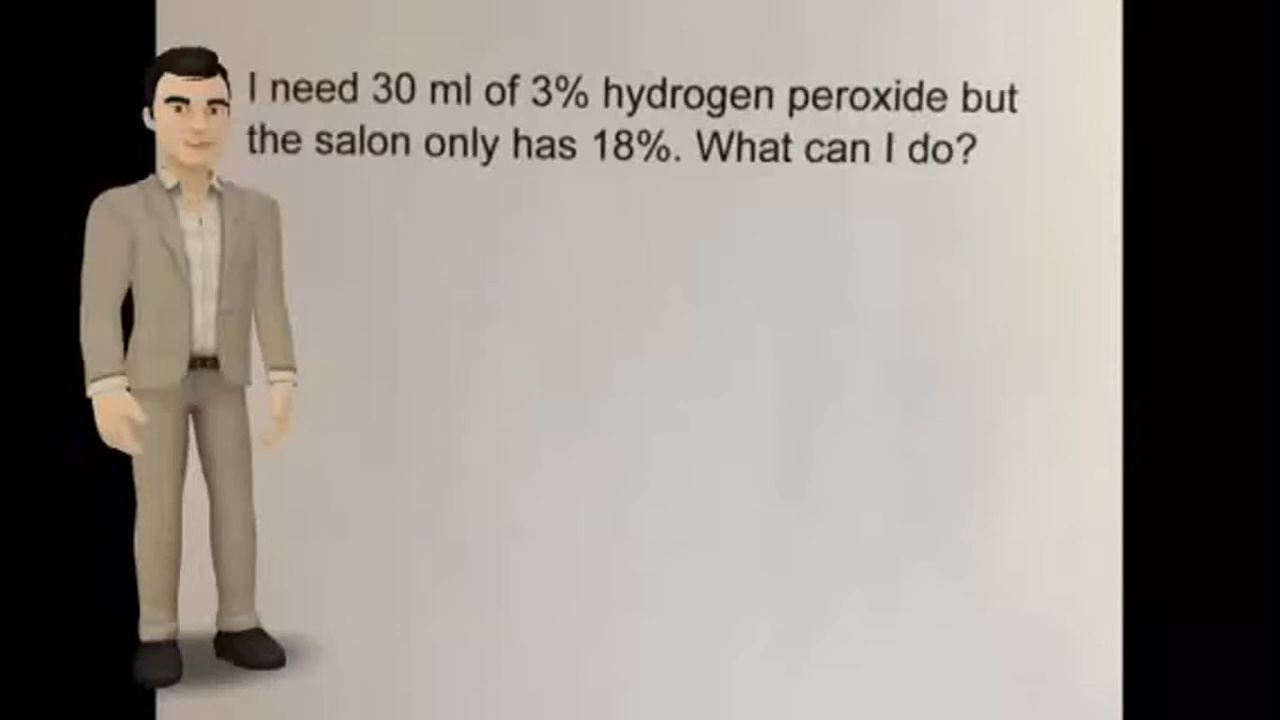 I need 30 ml of 3% hydrogen peroxide but
the salon only has 18%. What can I do?